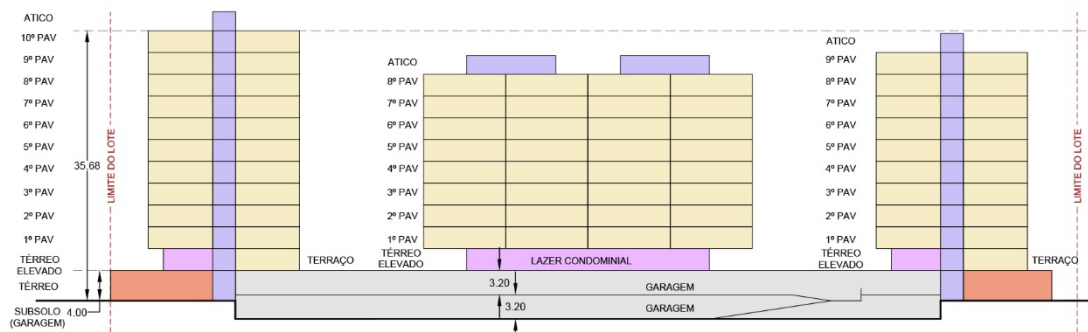 ATICO
10º PAV
9º PAV
8º PAV
7º PAV
6º PAV
5º PAV
4º PAV
3º PAV
2º PAV
1º PAV
TÉRREO
ELEVADO
TÉRREO
SUBSOLO
(GARAGEM)
35.68
4.00
LIMITE DO LOTE
TERRAÇO
ATICO
8º PAV
7º PAV
6º PAV
5º PAV
4º PAV
3º PAV
2º PAV
1º PAV
TÉRREO
ELEVADO
LAZER CONDOMINIAL
3.20
GARAGEM
3.20
GARAGEM
ATICO
9º PAV
8º PAV
7º PAV
6º PAV
5º PAV
4º PAV
3º PAV
2º PAV
1º PAV
TÉRREO
ELEVADO
TERRAÇO
LIMITE DO LOTE